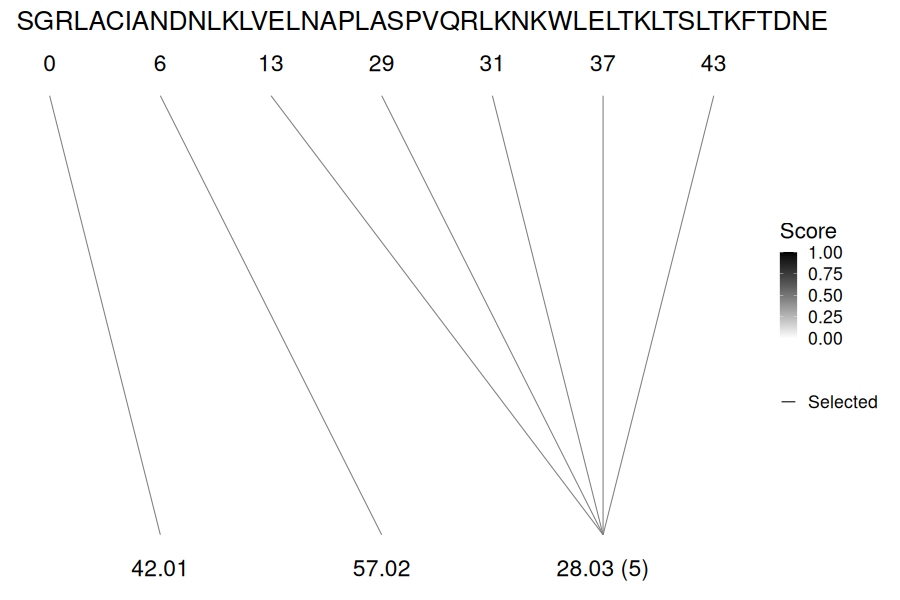 SGRLACIANDNLKLVELNAPLASPVQRLKNKWLELTKLTSLTKFTDNE
0 6 13 29 31 37 43
Score
1.00
0.75
0.50
0.25
0.00
Selected
42.01 57.02 28.03 (5)